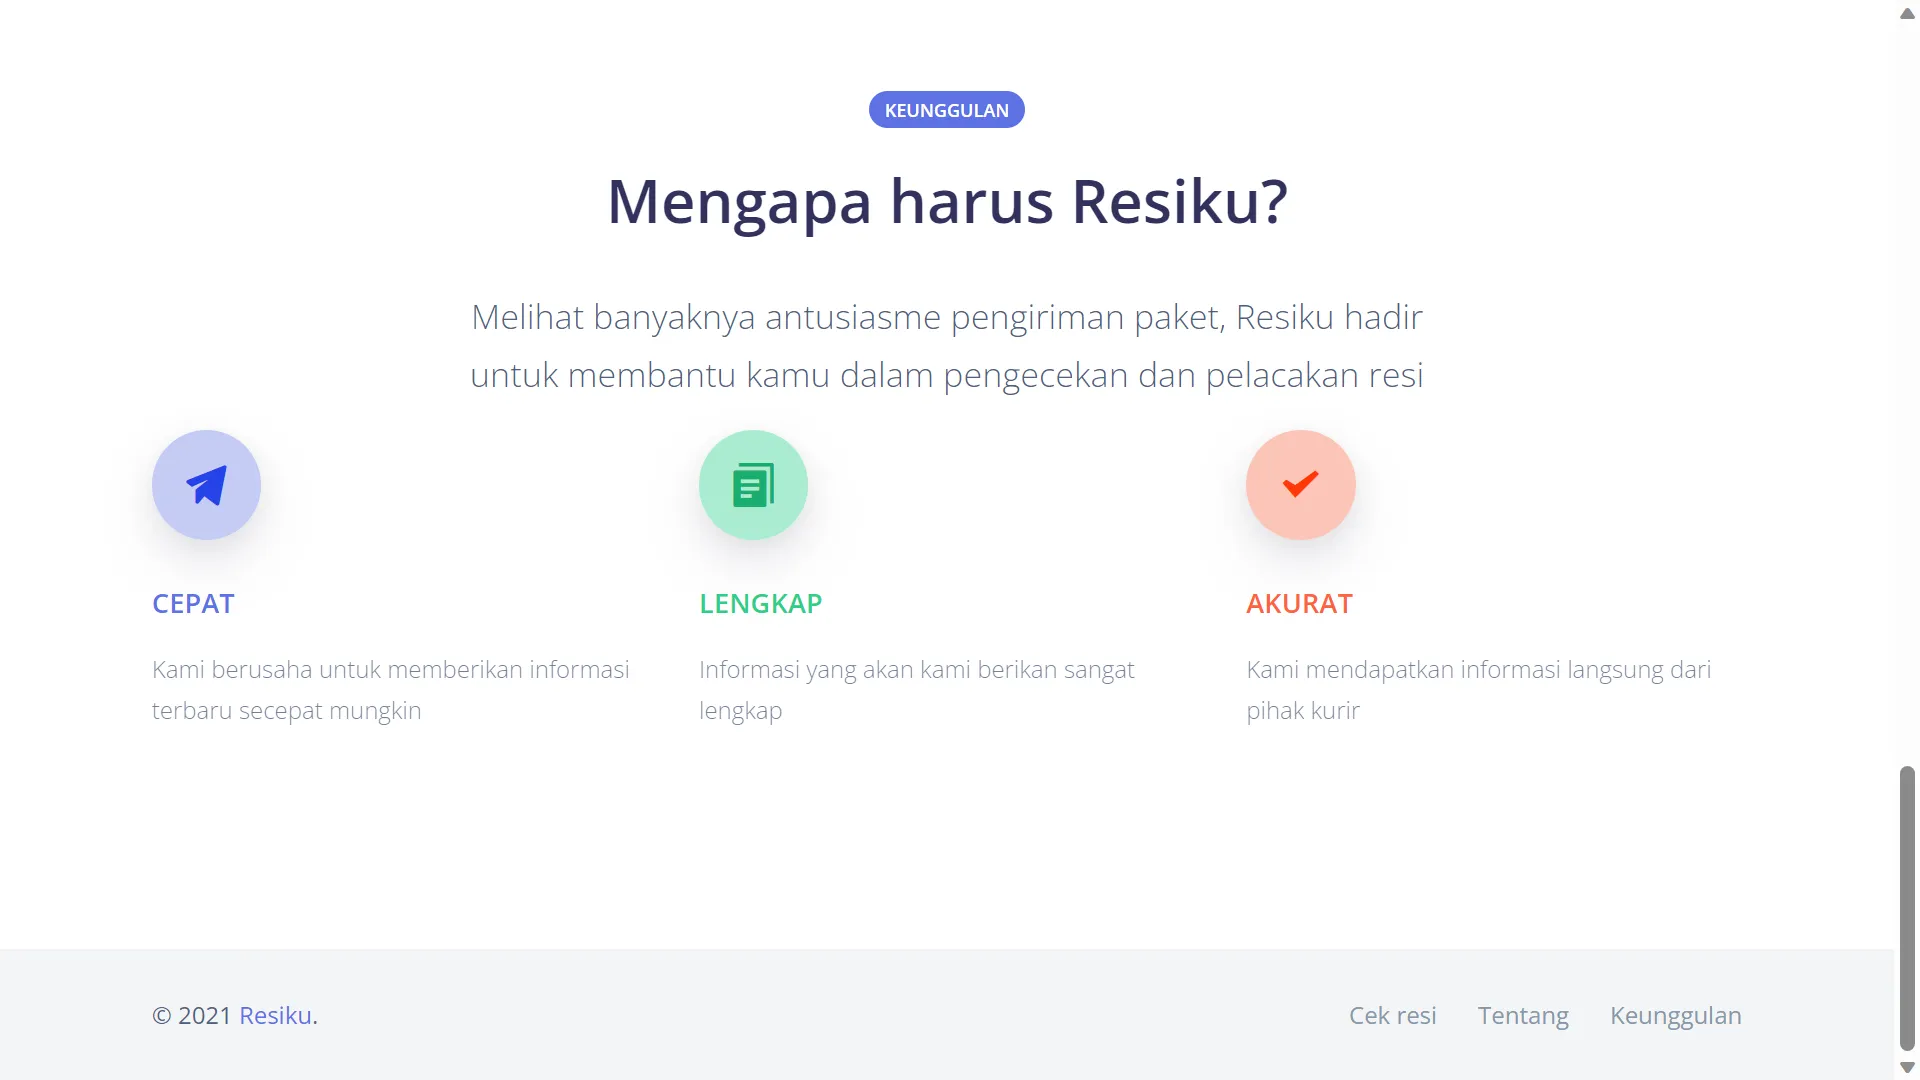 KEUNGGULAN
Mengapa harus Resiku?
Melihat banyaknya antusiasme pengiriman paket, Resiku hadir
untuk membantu kamu dalam pengecekan dan pelacakan resi
CEPAT
Kami berusaha untuk memberikan informasi
terbaru secepat mungkin
LENGKAP
Informasi yang akan kami berikan sangat
lengkap
AKURAT
Kami mendapatkan informasi langsung dari
pihak kurir
© 2021 Resiku.
Cek resi
Tentang
Keunggulan